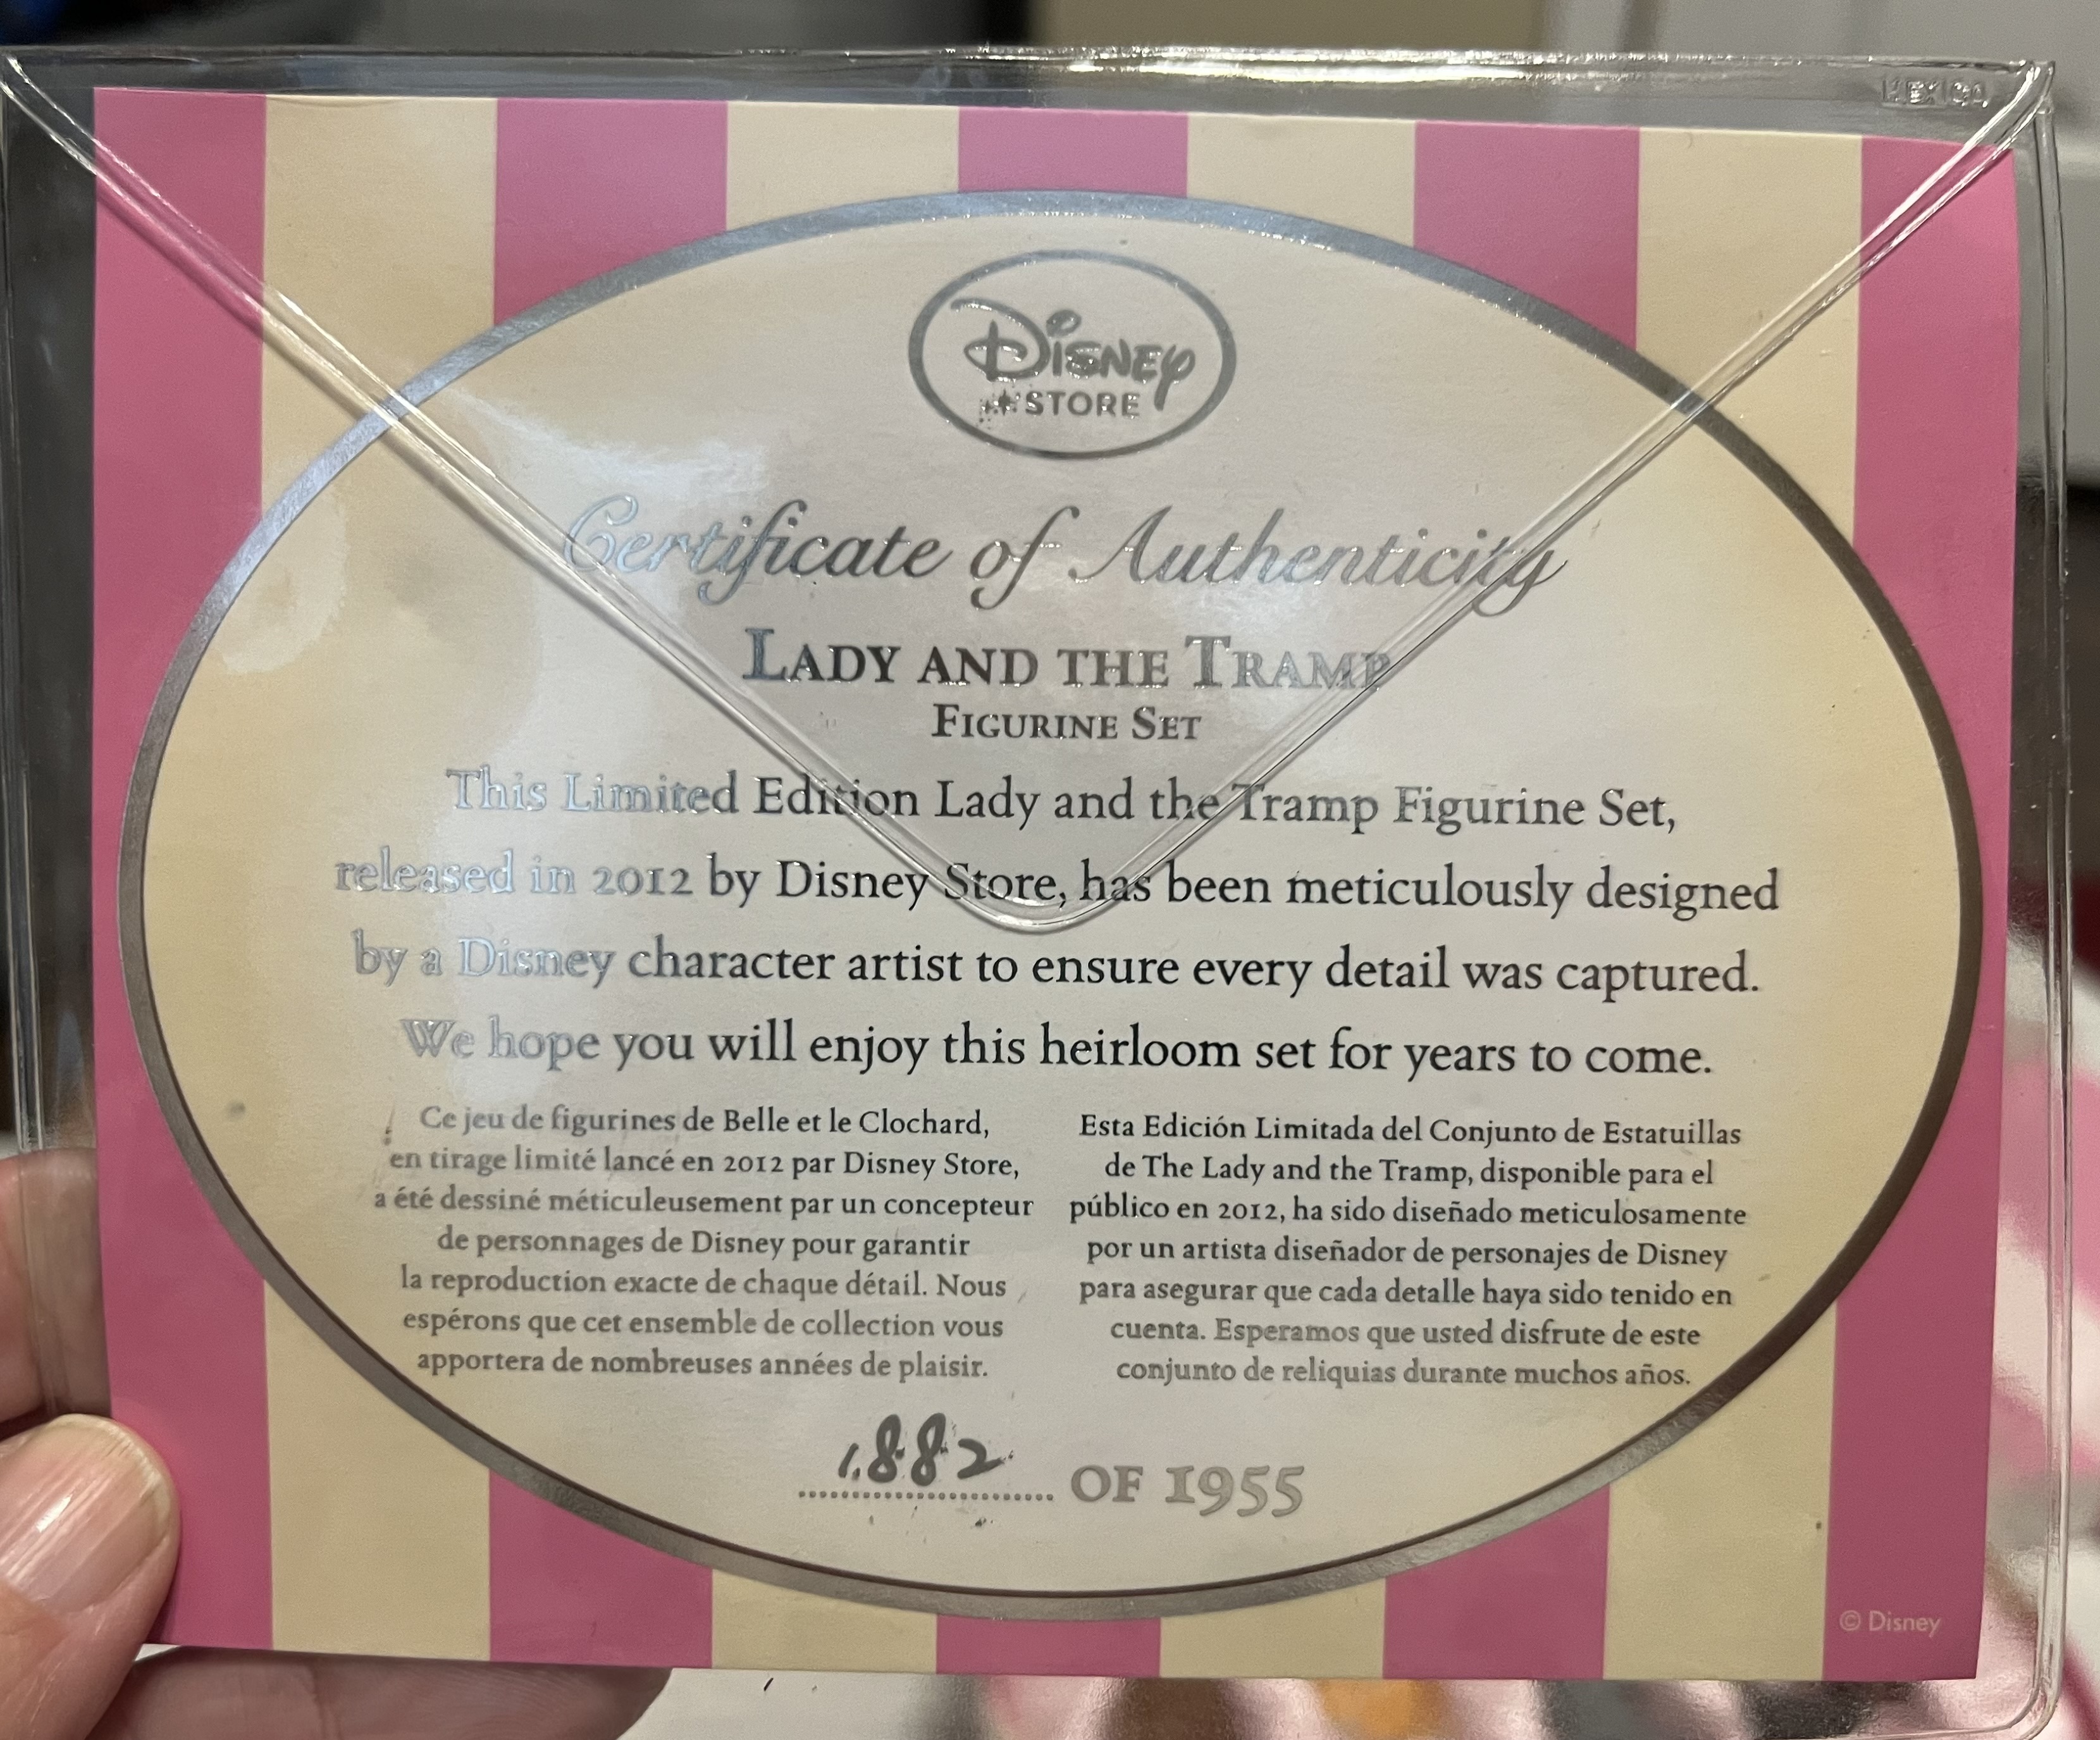 MEXICO
Disney
STORE
Certificate of Authenticity
LADY AND THE TRAMP
FIGURINE SET
This Limited Edition Lady and the Tramp Figurine Set,
released in 2012 by Disney Store, has been meticulously designed
by a Disney character artist to ensure every detail was captured.
We hope you will enjoy this heirloom set for years to come.
Ce jeu de figurines de Belle et le Clochard,
en tirage limité lancé en 2012 par Disney Store,
a été dessiné méticuleusement par un concepteur
de personnages de Disney pour garantir
la reproduction exacte de chaque détail. Nous
espérons que cet ensemble de collection vous
apportera de nombreuses années de plaisir.
Esta Edición Limitada del Conjunto de Estatuillas
de The Lady and the Tramp, disponible para el
público en 2012, ha sido diseñado meticulosamente
por un artista diseñador de personajes de Disney
para asegurar que cada detalle haya sido tenido en
cuenta. Esperamos que usted disfrute de este
conjunto de reliquias durante muchos años.
1882 OF 1955
© Disney